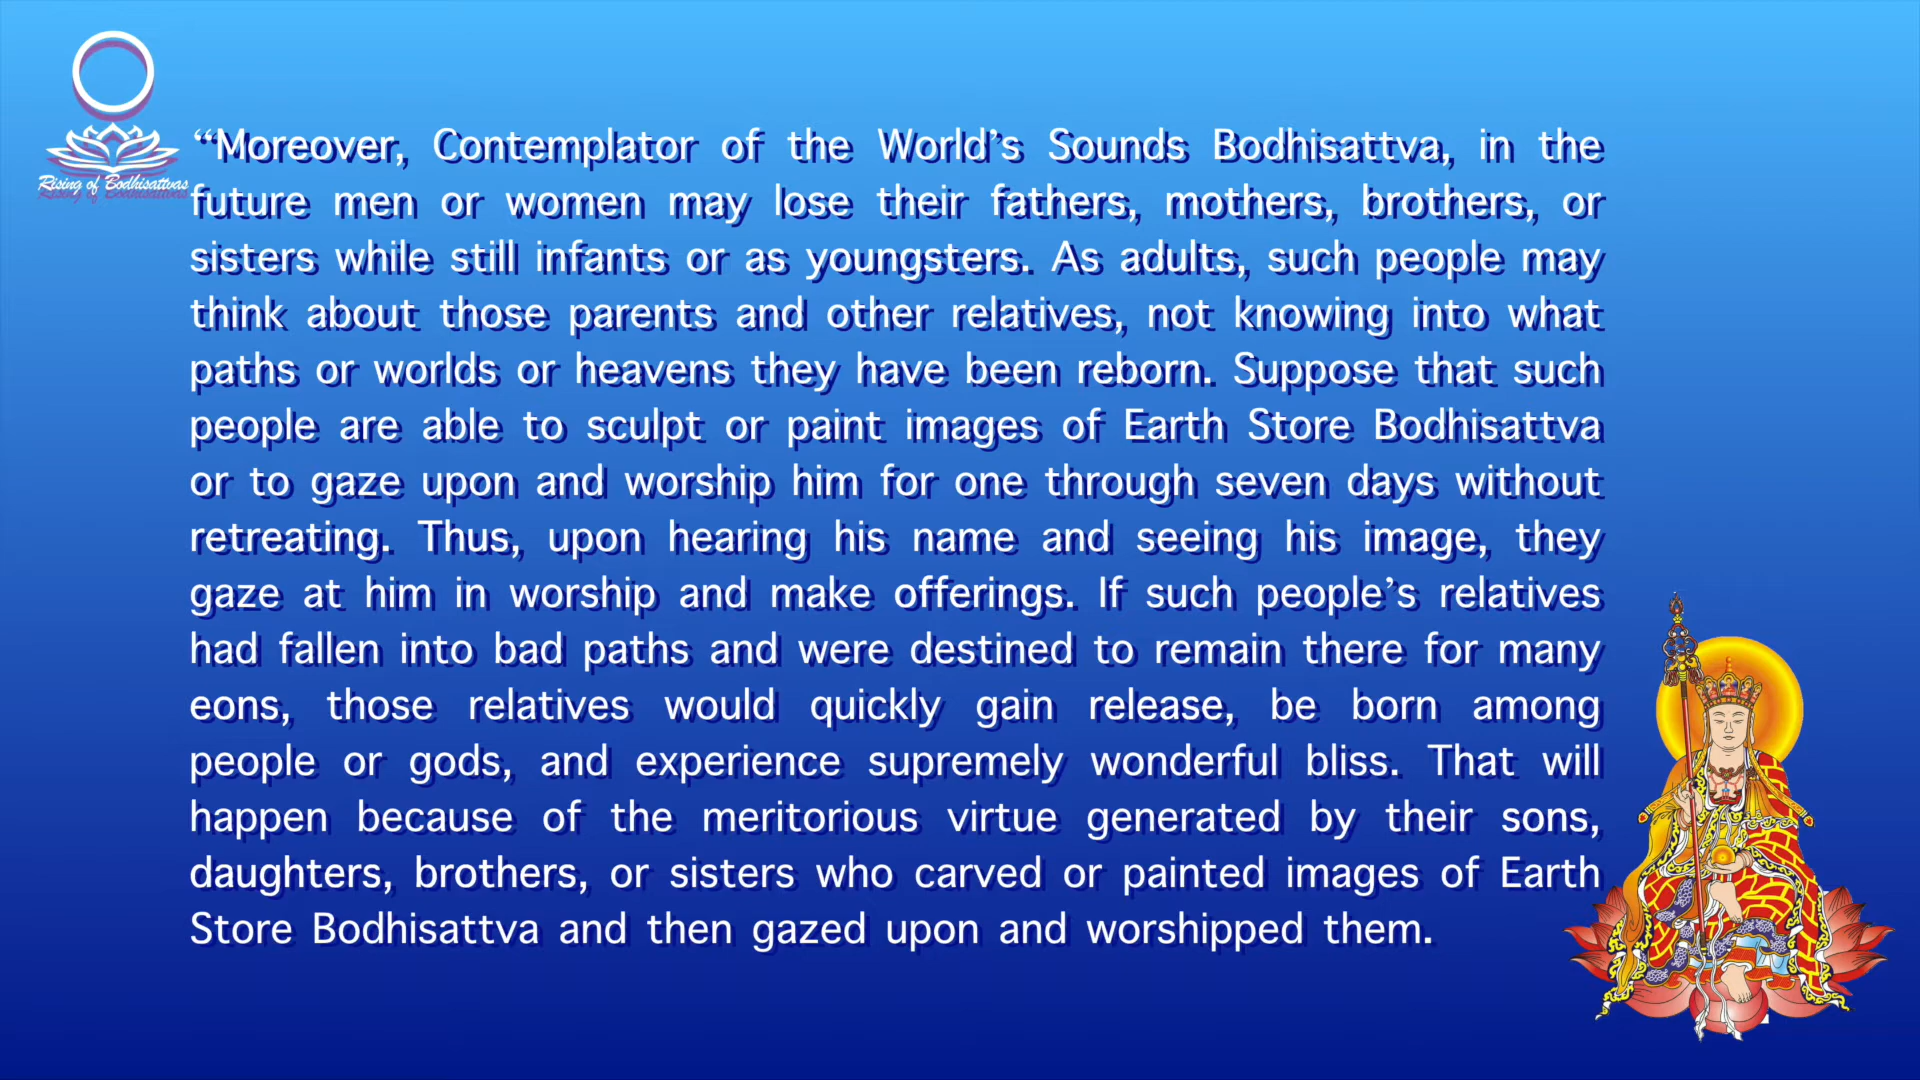 Rising of Bodhisattvas
“Moreover, Contemplator of the World’s Sounds Bodhisattva, in the
future men or women may lose their fathers, mothers, brothers, or
sisters while still infants or as youngsters. As adults, such people may
think about those parents and other relatives, not knowing into what
paths or worlds or heavens they have been reborn. Suppose that such
people are able to sculpt or paint images of Earth Store Bodhisattva
or to gaze upon and worship him for one through seven days without
retreating. Thus, upon hearing his name and seeing his image, they
gaze at him in worship and make offerings. If such people’s relatives
had fallen into bad paths and were destined to remain there for many
eons, those relatives would quickly gain release, be born among
people or gods, and experience supremely wonderful bliss. That will
happen because of the meritorious virtue generated by their sons,
daughters, brothers, or sisters who carved or painted images of Earth
Store Bodhisattva and then gazed upon and worshipped them.